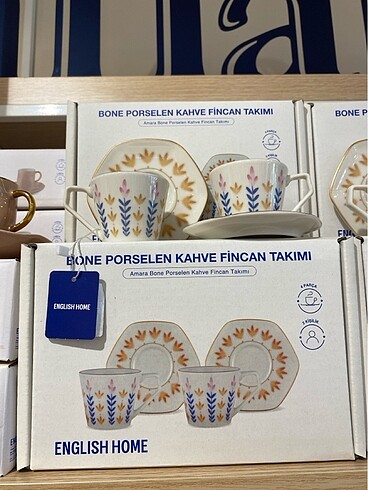 BONE PORSELEN KAHVE FİNCAN TAKIMI
Amara Bone Porselen Kahve Fincan Takımı
BONE P
BONE PORSELEN KAHVE FİNCAN TAKIMI
Amara Bone Porselen Kahve Fincan Takımı
4 PARÇA
2 KİŞİLİK
ENGLISH HOME
ENGLISH HOME